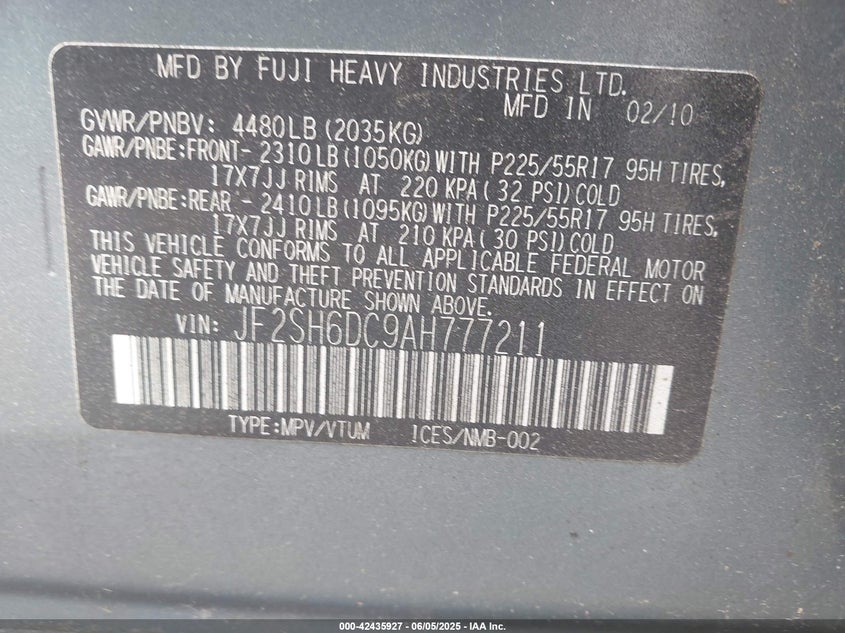 MFD BY FUJI HEAVY INDUSTRIES LTD.
MFD IN 02/10
GVWR/PNBV: 4480LB(2035KG)
GAWR/PNBE:FRONT- 2310LB(1050KG)WITH P225/55R17 95H TIRES,
17X7JJ RIMS AT 220 KPA( 32 PSI)COLD
GAWR/PNBE:REAR - 2410LB(1095KG)WITH P225/55R17 95H TIRES,
17X7JJ RIMS AT 210 KPA( 30 PSI)COLD
THIS VEHICLE CONFORMS TO ALL APPLICABLE FEDERAL MOTOR
VEHICLE SAFETY AND THEFT PREVENTION STANDARDS IN EFFECT ON
THE DATE OF MANUFACTURE SHOWN ABOVE.
VIN: JF2SH6DC9AH777211
TYPE:MPV/VTUM ICES/NMB-002
000-42435927 - 06/05/2025 - IAA Inc.